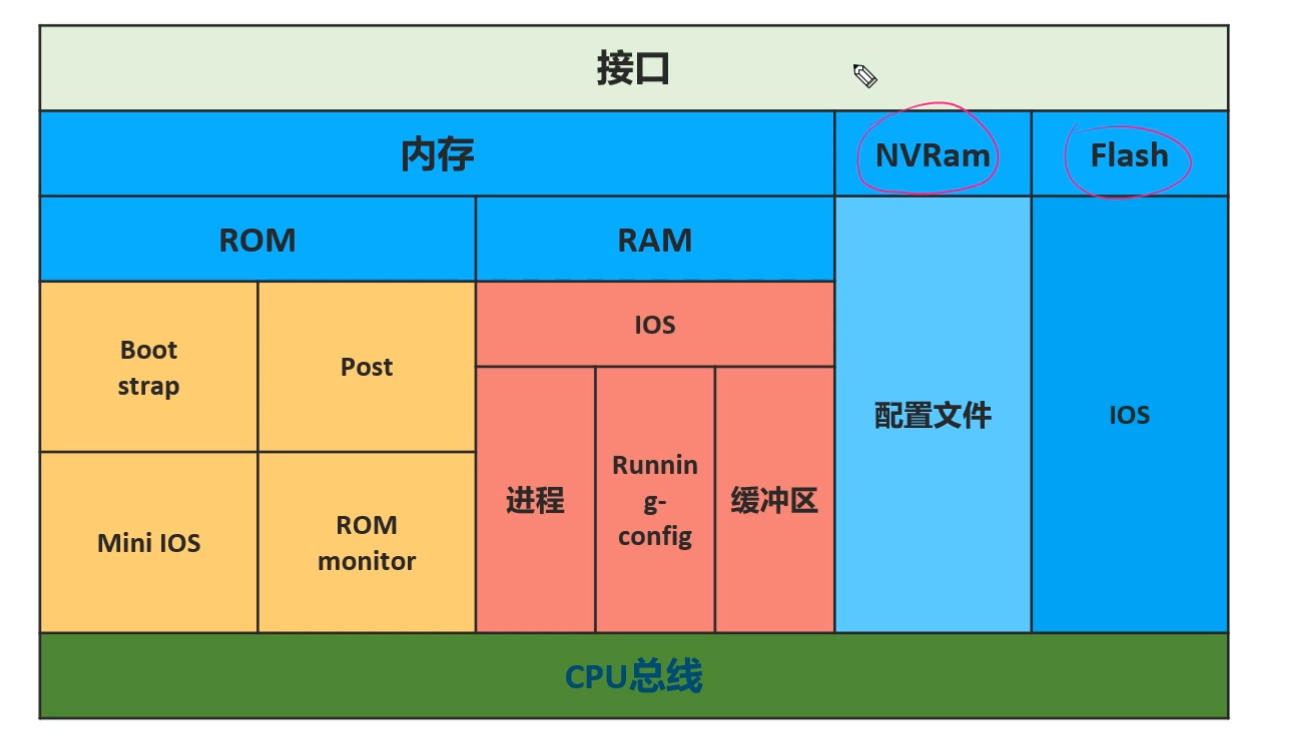 接口
内存
NVRam
Flash
ROM
RAM
Boot
strap
Post
IOS
配置文件
IOS
Mini IOS
ROM
monitor
进程
Runnin
g-
config
缓冲区
CPU总线